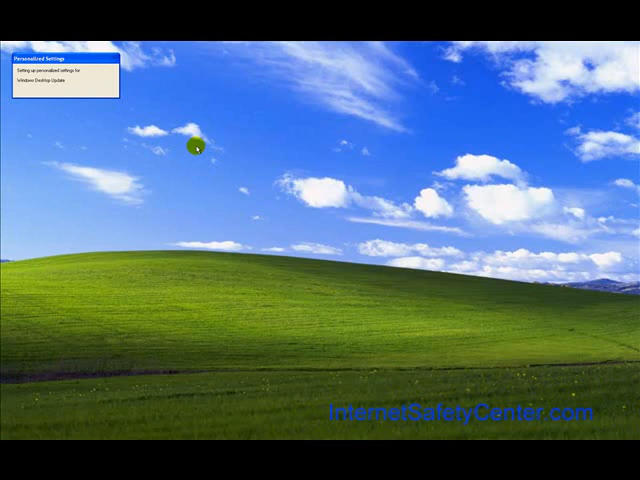 Personalized Settings
Setting up personalized settings for
Windows Desktop Update
InternetSafetyCenter.com